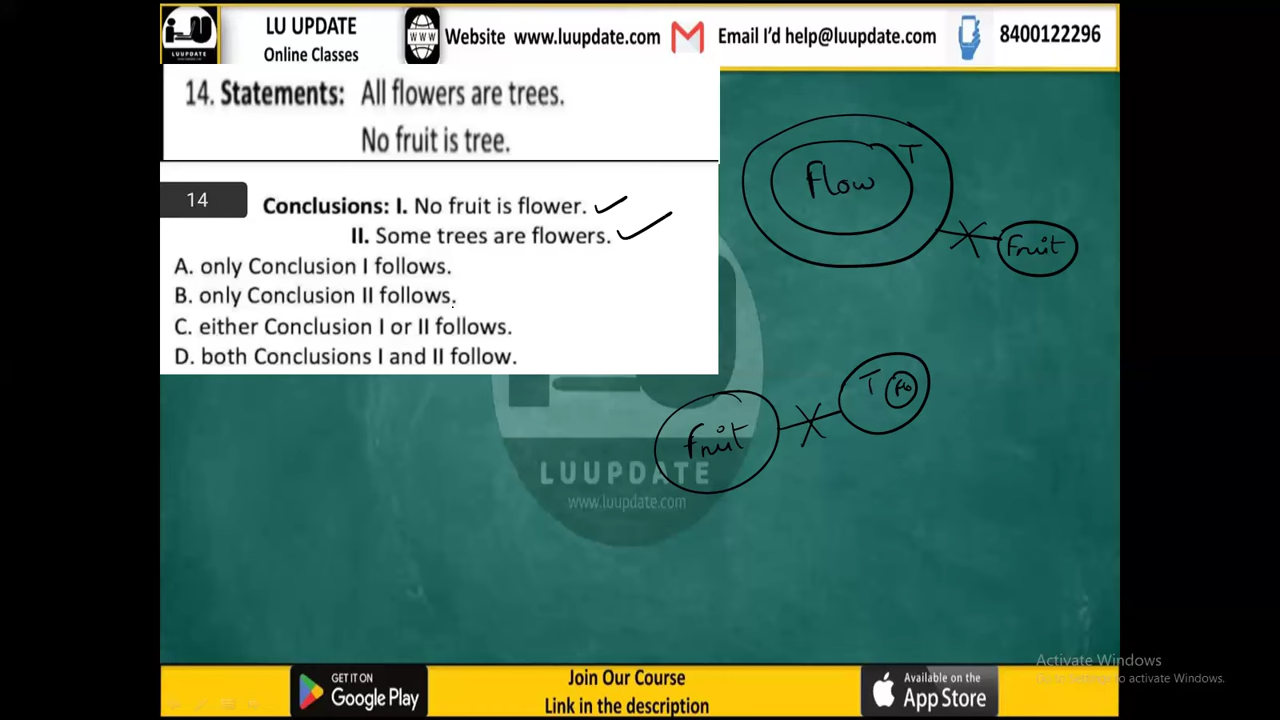 LU UPDATE
Online Classes
WWW
Website www.luupdate.com
Email I'd help@luupdate.com
8400122296
LUUPDATE
14. Statements: All flowers are trees.
No fruit is tree.
14
Conclusions: I. No fruit is flower.
II. Some trees are flowers.
A. only Conclusion I follows.
B. only Conclusion II follows.
C. either Conclusion I or II follows.
D. both Conclusions I and II follow.
Flow
T
Fruit
T
flo
fruit
LUUPDATE
www.luupdate.com
Activate Windows
GET IT ON
Google Play
Join Our Course
Link in the description
Available on the
App Store